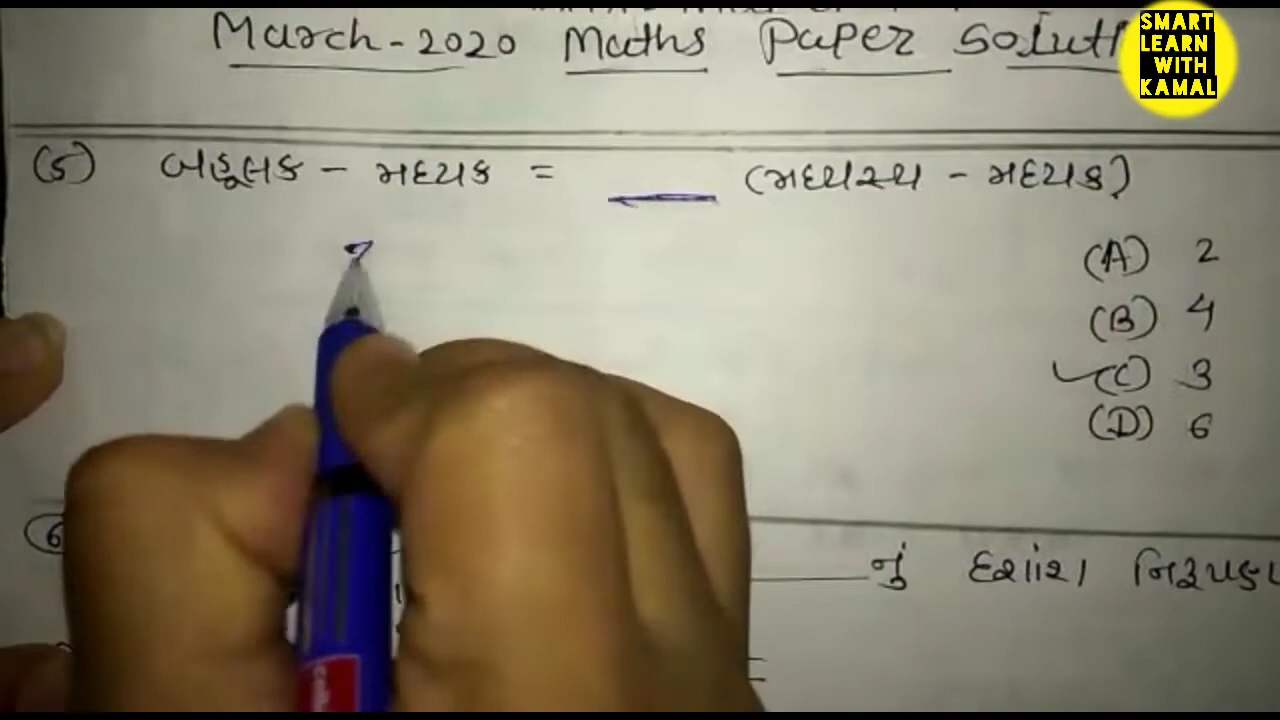 March-2020 Maths Paper Soluti
SMART
LEARN
WITH
KAMAL
(5) બહૂલક - મધ્યક = ___ (મધ્યસ્થ - મધ્યક)
(A) 2
(B) 4
(C) 3
(D) 6
(6) નું દશાંશ નિરૂપણ